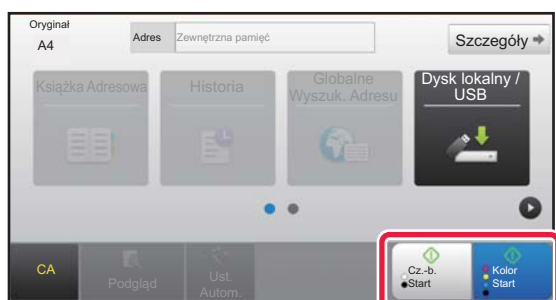 Oryginał
A4
Adres
Zewnętrzna pamięć
Szczegóły
Książka Adresowa
Historia
Globalne
Wyszuk. Adresu
Dysk lokalny /
USB
CA
Podgląd
Ust.
Autom.
Cz.-b.
Start
Kolor
Start